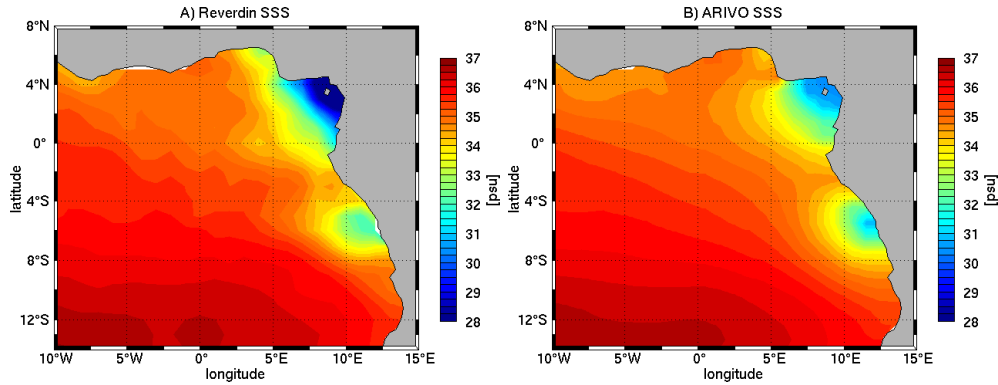 A) Reverdin SSS
B) ARIVO SSS
8°N
4°N
0°
4°S
8°S
12°S
latitude
10°W
5°W
0°
5°E
10°E
15°E
longitude
37
36
35
34
33
32
31
30
29
28
[psu]
8°N
4°N
0°
4°S
8°S
12°S
latitude
10°W
5°W
0°
5°E
10°E
15°E
longitude
37
36
35
34
33
32
31
30
29
28
[psu]